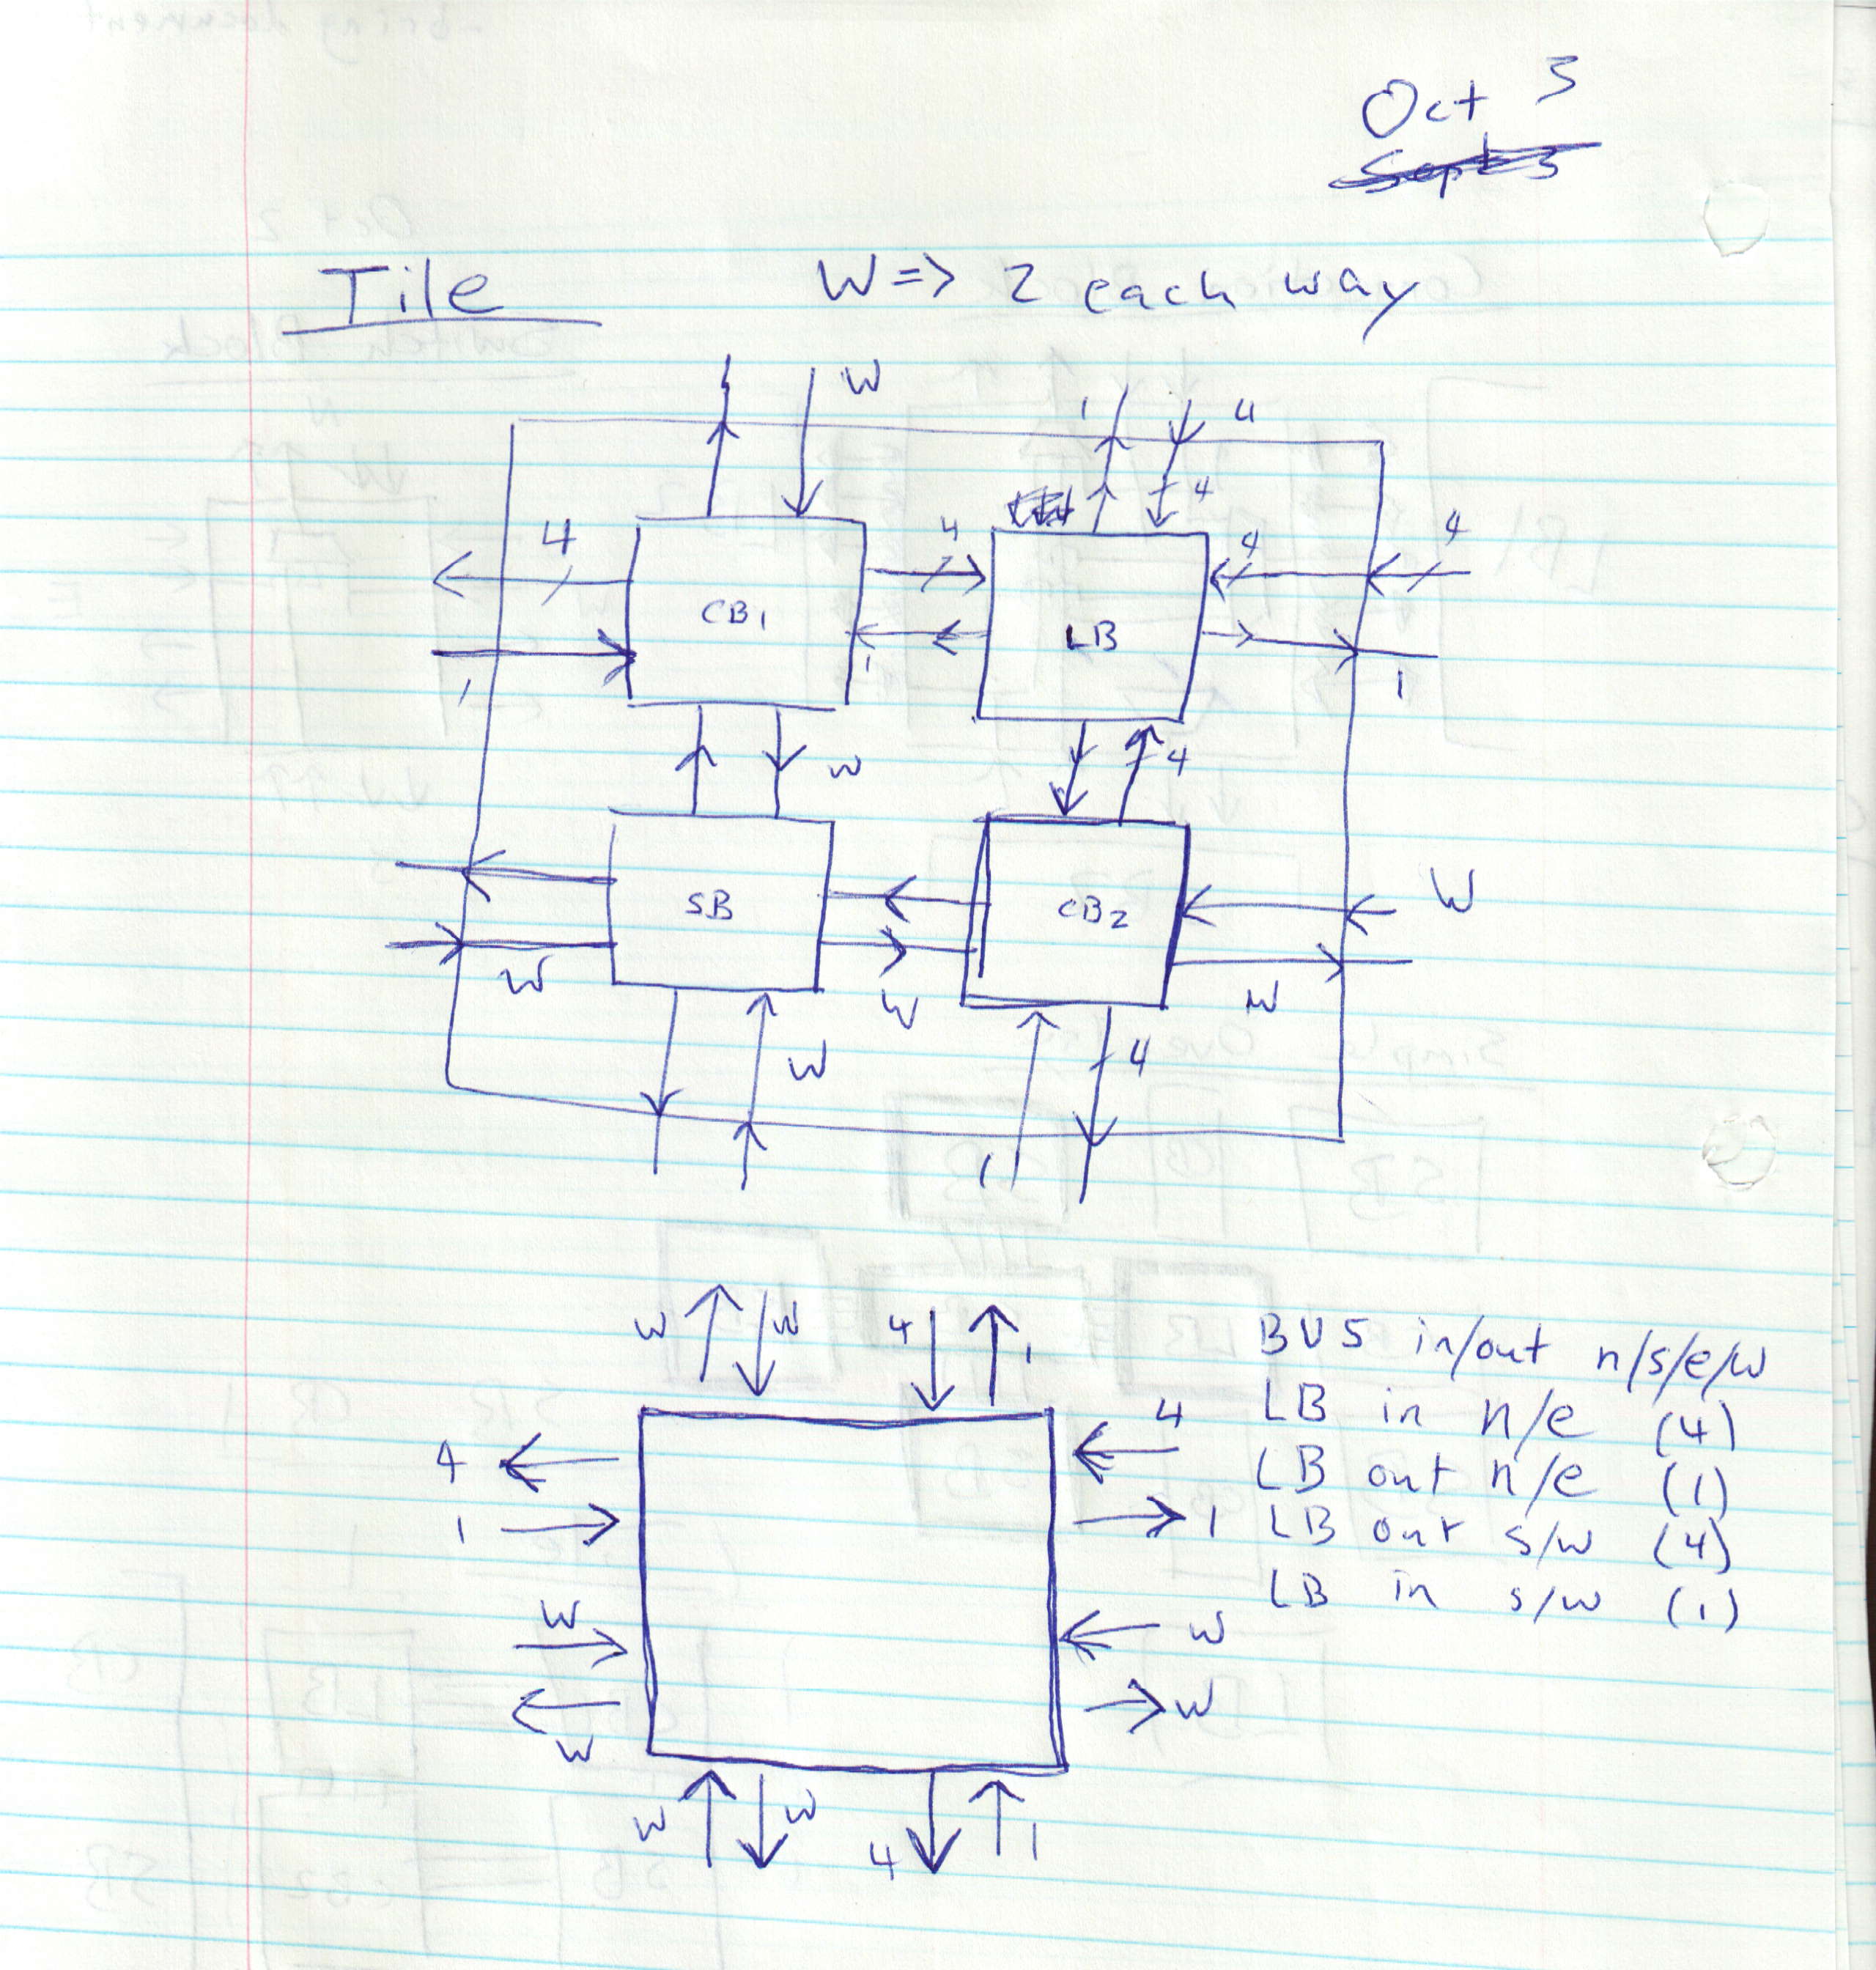 Oct 3
Sept 3
Tile
W => 2 each way
W
1 4
4
4 4 4 4
CB1 LB
1 1 1
W 4
SB CB2 W
W W W
W 4
1
W W 4 1
BUS in/out n/s/e/w
4 4 LB in n/e (4)
LB out n/e (1)
1 1 LB out s/w (4)
LB in s/w (1)
W W
W W
W W 4 1